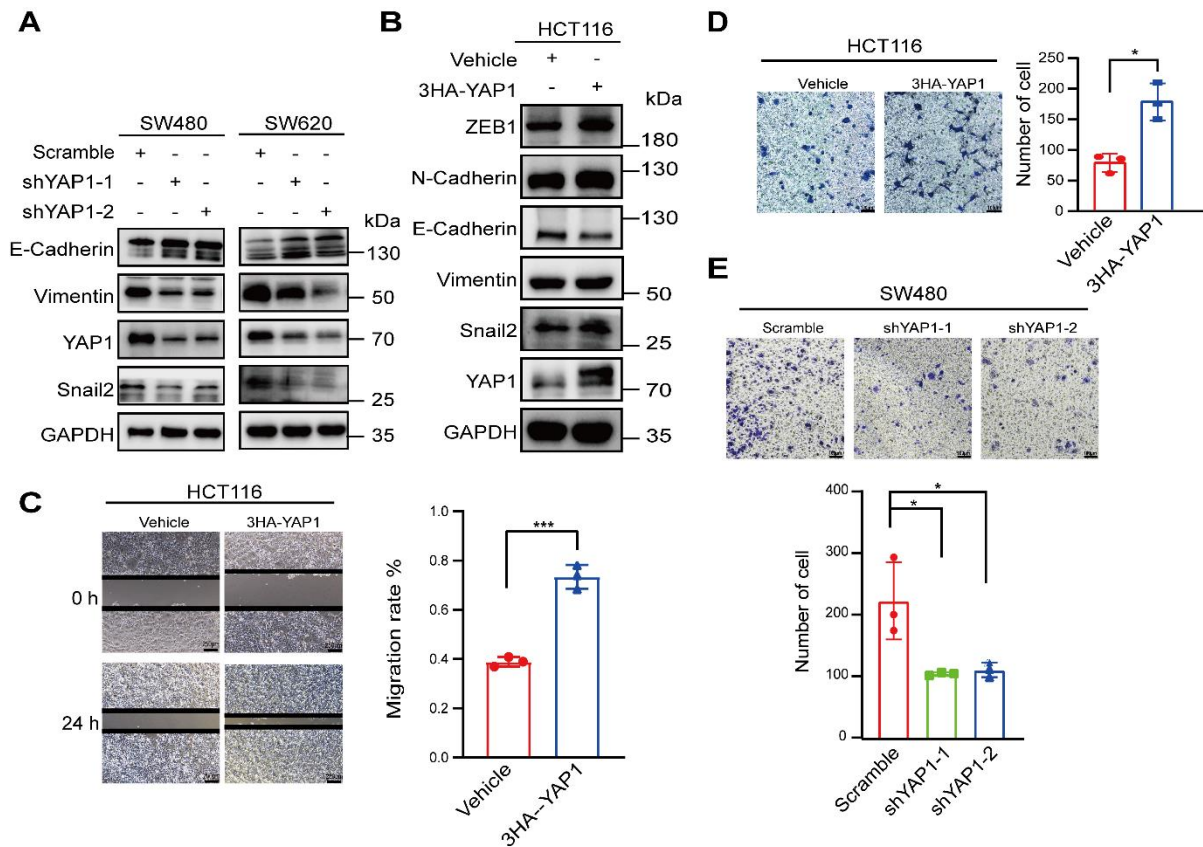 A
SW480 SW620
Scramble + - - + - -
shYAP1-1 - + - - + -
shYAP1-2 - - + - - +
kDa
E-Cadherin 130
Vimentin 50
YAP1 70
Snail2 25
GAPDH 35
B
HCT116
Vehicle + -
3HA-YAP1 - +
kDa
ZEB1 180
N-Cadherin 130
E-Cadherin 130
Vimentin 50
Snail2 25
YAP1 70
GAPDH 35
C
HCT116
Vehicle 3HA-YAP1
0 h
24 h
Migration rate %
1.0
0.8
0.6
0.4
0.2
0.0
***
Vehicle
3HA--YAP1
D
HCT116
Vehicle 3HA-YAP1
Number of cell
250
200
150
100
50
0
*
Vehicle
3HA-YAP1
E
SW480
Scramble shYAP1-1 shYAP1-2
Number of cell
400
300
200
100
0
*
*
Scramble
shYAP1-1
shYAP1-2